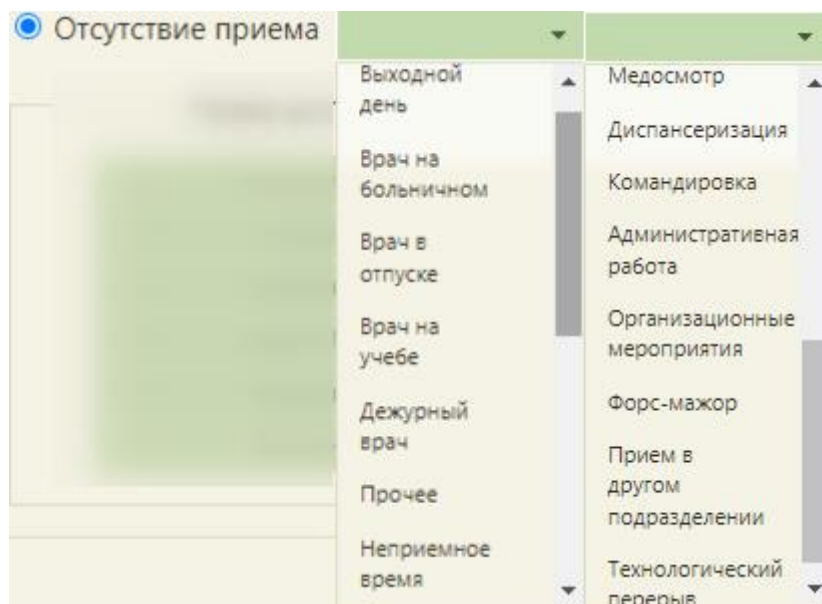 Отсутствие приема
Выходной
день
Врач на
больничном
Врач в
отпуске
Врач на
учебе
Дежурный
врач
Прочее
Неприемное
время
Медосмотр
Диспансеризация
Командировка
Административная
работа
Организационные
мероприятия
Форс-мажор
Прием в
другом
подразделении
Технологический
перерыв